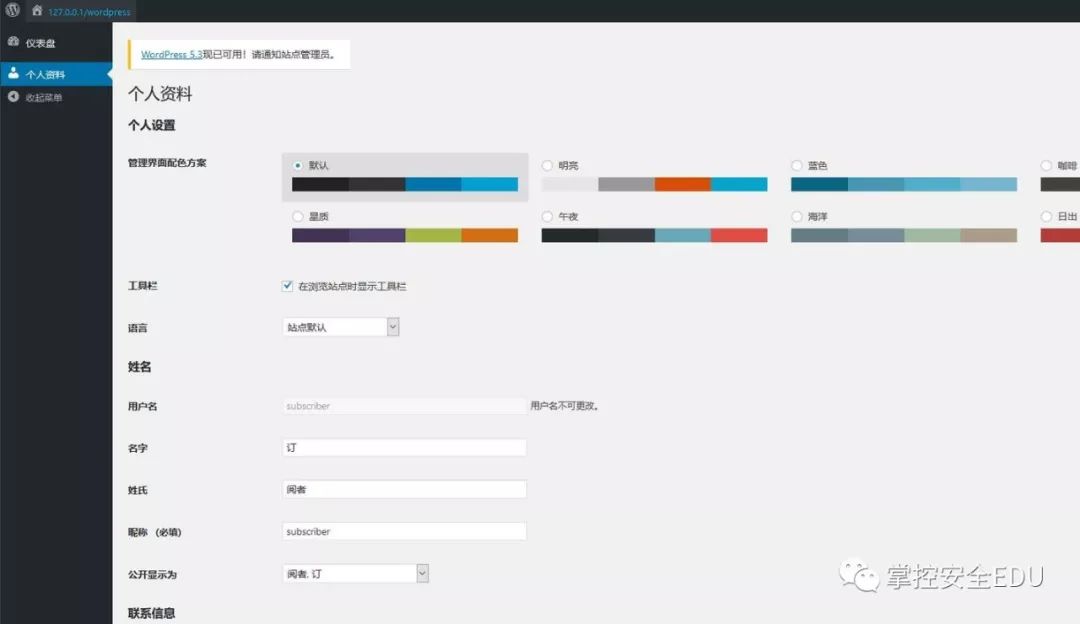 127.0.0.1/wordpress
仪表盘
个人资料
收起菜单
WordPress 5.3现已可用！请通知站点管理员。
个人资料
个人设置
管理界面配色方案
默认
明亮
蓝色
咖啡
星质
午夜
海洋
日出
工具栏
在浏览站点时显示工具栏
语言
站点默认
姓名
用户名
subscriber
用户名不可更改。
名字
订
姓氏
阅者
昵称 （必填）
subscriber
公开显示为
阅者, 订
联系信息
掌控安全EDU